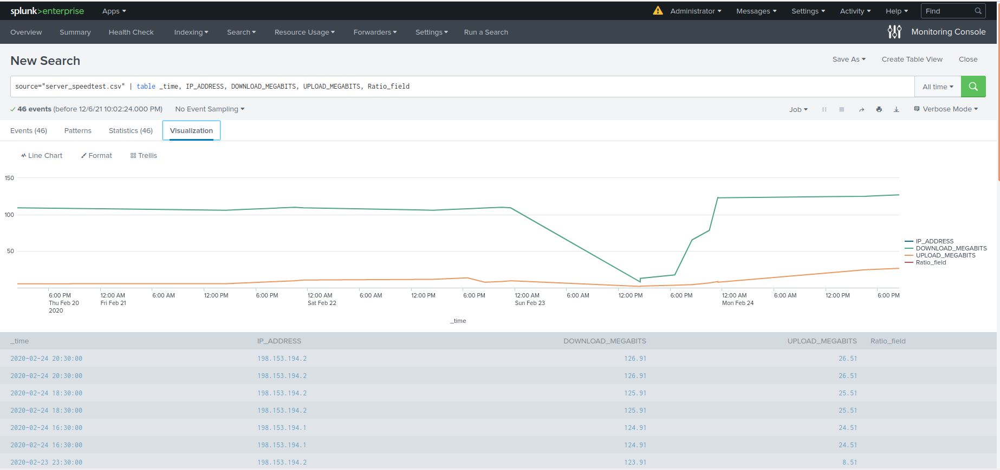 splunk>enterprise Apps Administrator Messages Settings Activity Help Find
Overview Summary Health Check Indexing Search Resource Usage Forwarders Settings Run a Search Monitoring Console
New Search
Save As Create Table View Close
source="server_speedtest.csv" | table _time, IP_ADDRESS, DOWNLOAD_MEGABITS, UPLOAD_MEGABITS, Ratio_field
All time
46 events (before 12/6/21 10:02:24.000 PM) No Event Sampling
Job Verbose Mode
Events (46) Patterns Statistics (46) Visualization
Line Chart Format Trellis
150
100
50
IP_ADDRESS
DOWNLOAD_MEGABITS
UPLOAD_MEGABITS
Ratio_field
6:00 PM 12:00 AM 6:00 AM 12:00 PM 6:00 PM 12:00 AM 6:00 AM 12:00 PM 6:00 PM 12:00 AM 6:00 AM 12:00 PM 6:00 PM 12:00 AM 6:00 AM 12:00 PM 6:00 PM
Thu Feb 20 Fri Feb 21 Sat Feb 22 Sun Feb 23 Mon Feb 24
2020
_time
_time IP_ADDRESS DOWNLOAD_MEGABITS UPLOAD_MEGABITS Ratio_field
2020-02-24 20:30:00 198.153.194.2 126.91 26.51
2020-02-24 20:30:00 198.153.194.2 126.91 26.51
2020-02-24 18:30:00 198.153.194.2 125.91 25.51
2020-02-24 18:30:00 198.153.194.2 125.91 25.51
2020-02-24 16:30:00 198.153.194.1 124.91 24.51
2020-02-24 16:30:00 198.153.194.1 124.91 24.51
2020-02-23 23:30:00 198.153.194.2 123.91 8.51